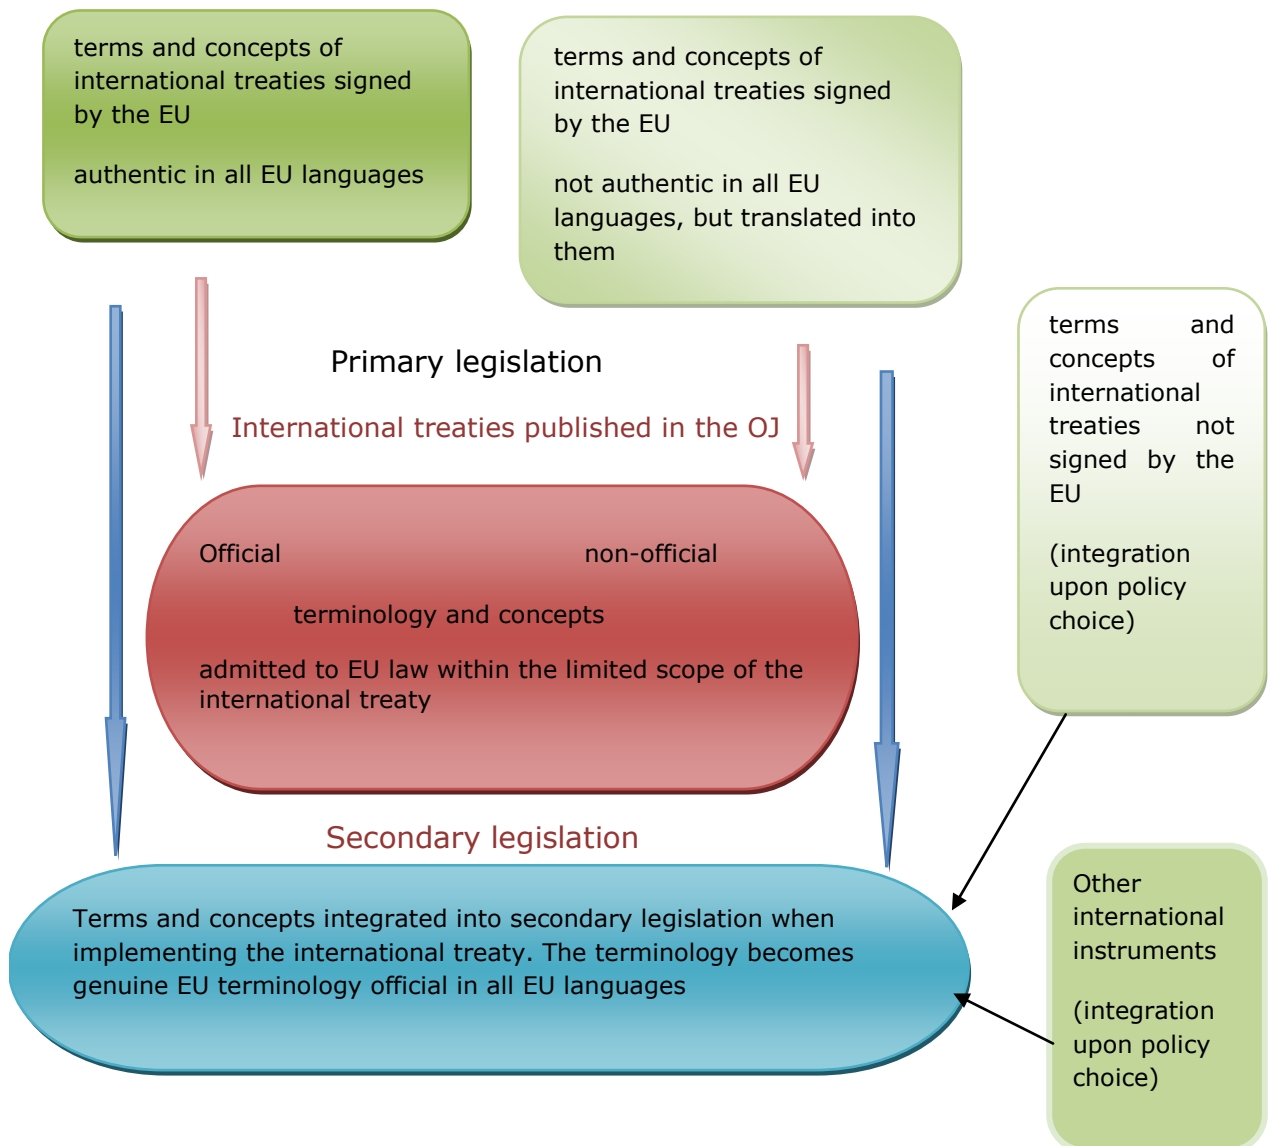 terms and concepts of
international treaties signed
by the EU
authentic in all EU languages
terms and concepts of
international treaties signed
by the EU
not authentic in all EU
languages, but translated into
them
terms and
concepts of
international
treaties not
signed by the
EU
(integration
upon policy
choice)
Primary legislation
International treaties published in the OJ
Official non-official
terminology and concepts
admitted to EU law within the limited scope of the
international treaty
Secondary legislation
Terms and concepts integrated into secondary legislation when
implementing the international treaty. The terminology becomes
genuine EU terminology official in all EU languages
Other
international
instruments
(integration
upon policy
choice)